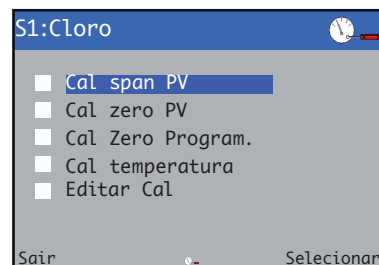 S1:Cloro
Cal span PV
Cal zero PV
Cal Zero Program.
Cal temperatura
Editar Cal
Sair Selecionar